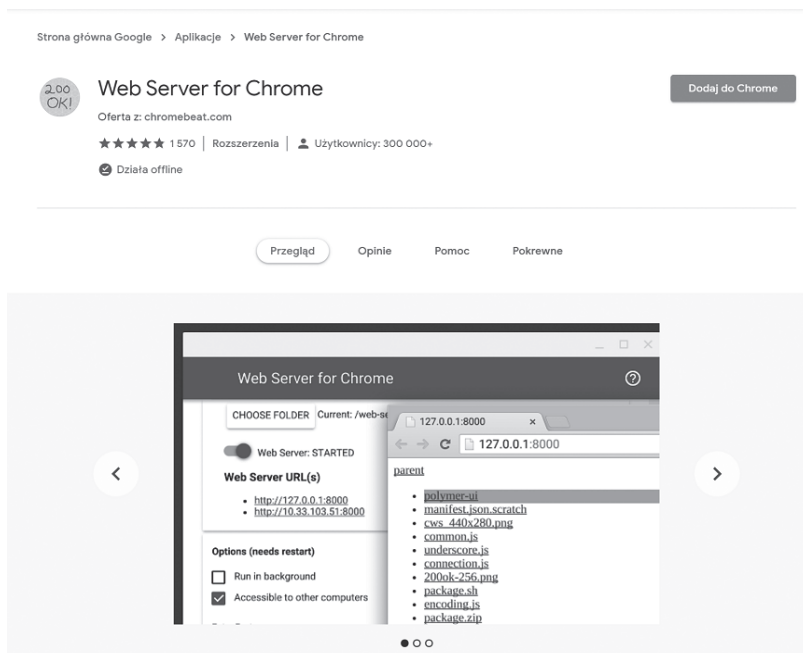 Strona główna Google > Aplikacje > Web Server for Chrome
200 OK!
Web Server for Chrome
Dodaj do Chrome
Oferta z: chromebeat.com
1 570 | Rozszerzenia | Użytkownicy: 300 000+
Działa offline
Przegląd Opinie Pomoc Pokrewne
Web Server for Chrome
CHOOSE FOLDER Current: /web-se
Web Server: STARTED
Web Server URL(s)
http://127.0.0.1:8000
http://10.33.103.51:8000
Options (needs restart)
Run in background
Accessible to other computers
127.0.0.1:8000
127.0.0.1:8000
parent
polymer-ui
manifest.json.scratch
cws_440x280.png
common.js
underscore.js
connection.js
200ok-256.png
package.sh
encoding.js
package.zip